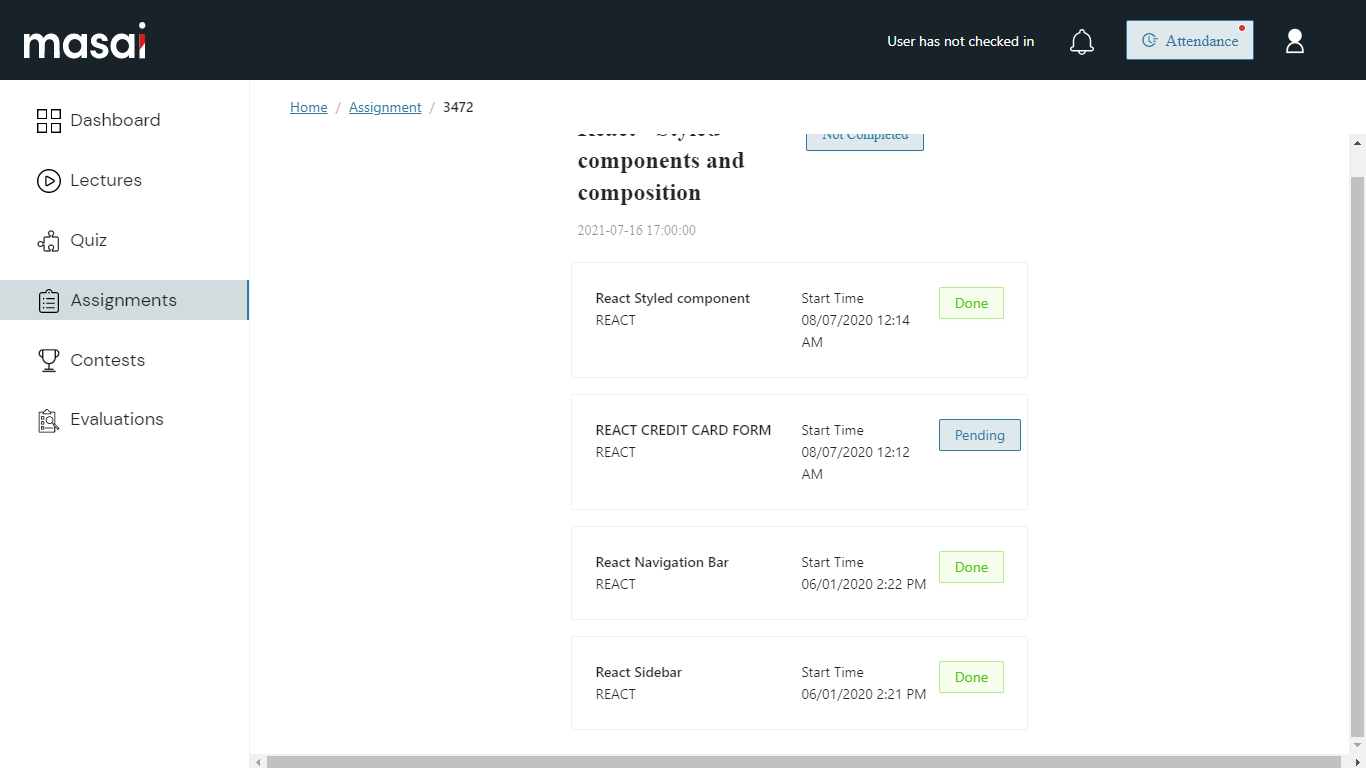 masai
User has not checked in
Attendance
Dashboard
Lectures
Quiz
Assignments
Contests
Evaluations
Home / Assignment / 3472
React - Styled
components and
composition
Not Completed
2021-07-16 17:00:00
React Styled component
REACT
Start Time
08/07/2020 12:14
AM
Done
REACT CREDIT CARD FORM
REACT
Start Time
08/07/2020 12:12
AM
Pending
React Navigation Bar
REACT
Start Time
06/01/2020 2:22 PM
Done
React Sidebar
REACT
Start Time
06/01/2020 2:21 PM
Done